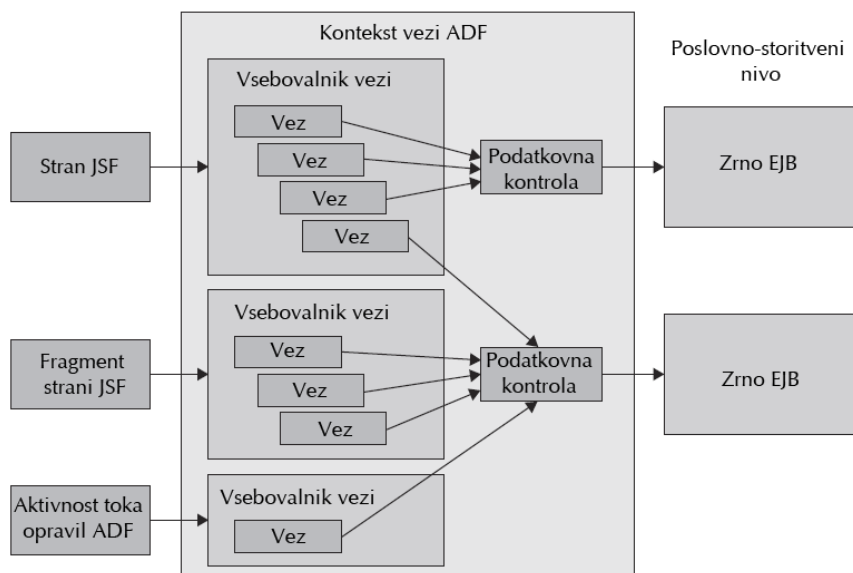 Kontekst vezi ADF
Poslovno-storitveni
nivo
Vsebovalnik vezi
Vez
Vez
Vez
Vez
Stran JSF
Podatkovna
kontrola
Zrno EJB
Vsebovalnik vezi
Vez
Vez
Vez
Fragment
strani JSF
Podatkovna
kontrola
Zrno EJB
Aktivnost toka
opravil ADF
Vsebovalnik vezi
Vez